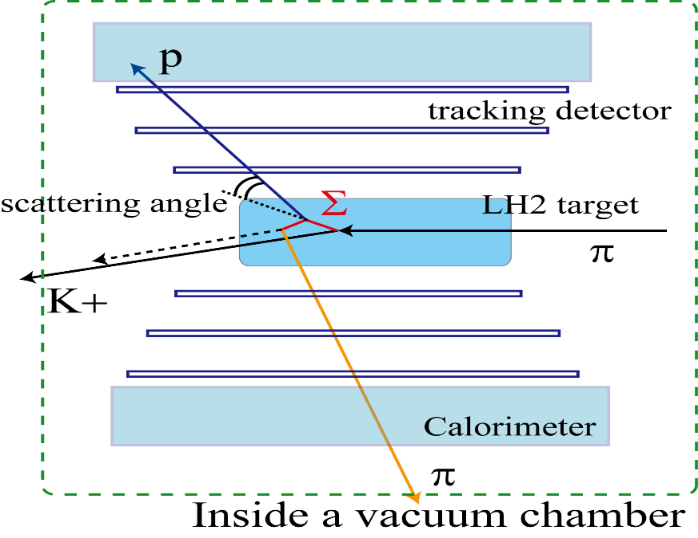 p
tracking detector
scattering angle
Σ
LH2 target
π
K+
Calorimeter
π
Inside a vacuum chamber